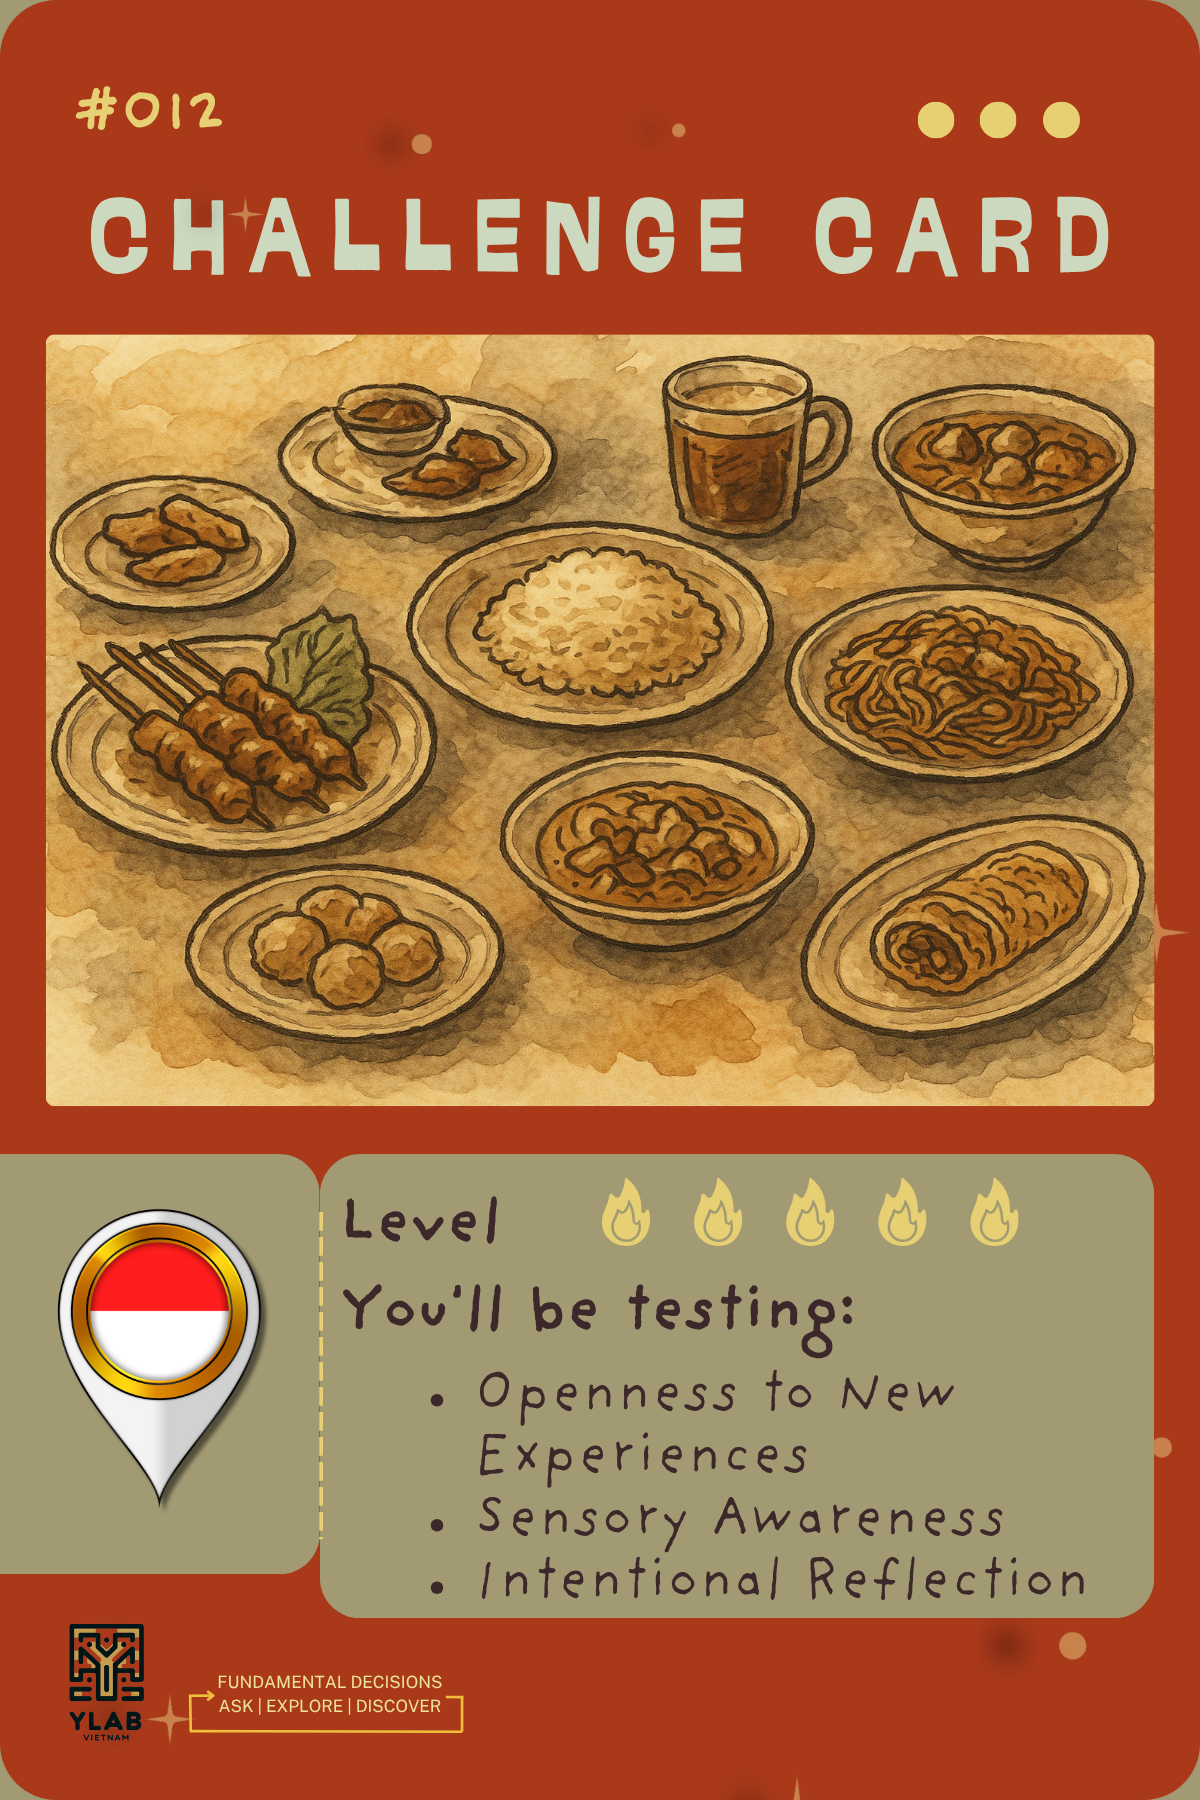 #012
CHALLENGE CARD
Level
You'll be testing:
• Openness to New
Experiences
• Sensory Awareness
• Intentional Reflection
YLAB
VIETNAM
FUNDAMENTAL DECISIONS
ASK | EXPLORE | DISCOVER